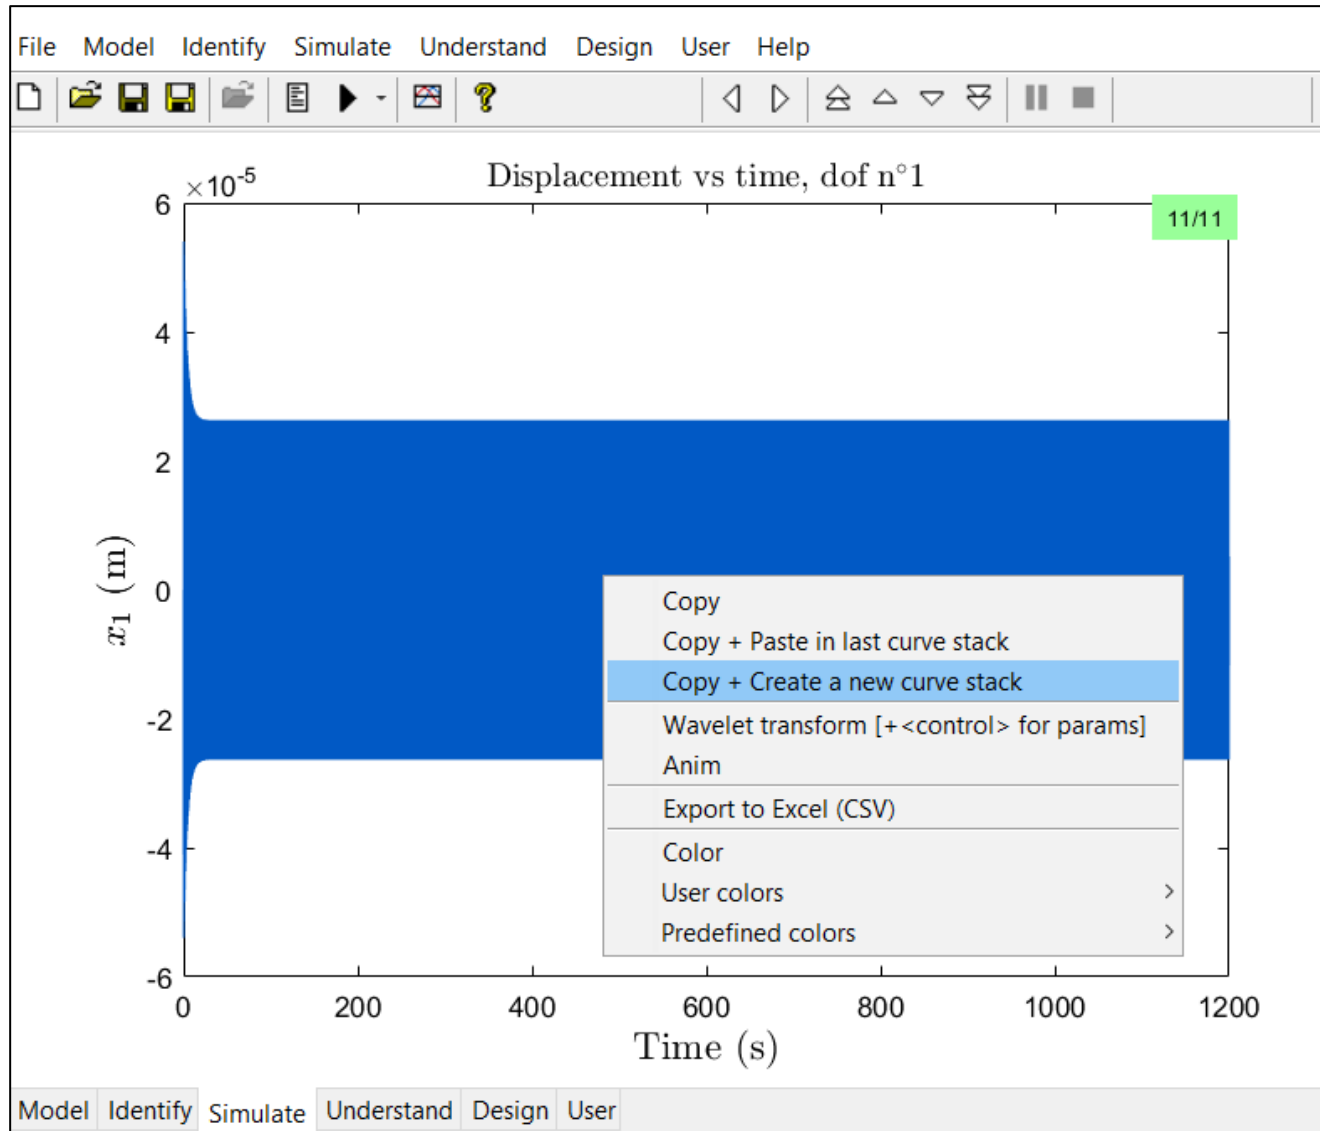 File Model Identify Simulate Understand Design User Help
Displacement vs time, dof n°1
×10-5
11/11
6
4
2
0
-2
-4
-6
x1 (m)
Copy
Copy + Paste in last curve stack
Copy + Create a new curve stack
Wavelet transform [+<control> for params]
Anim
Export to Excel (CSV)
Color
User colors
Predefined colors
0 200 400 600 800 1000 1200
Time (s)
Model Identify Simulate Understand Design User